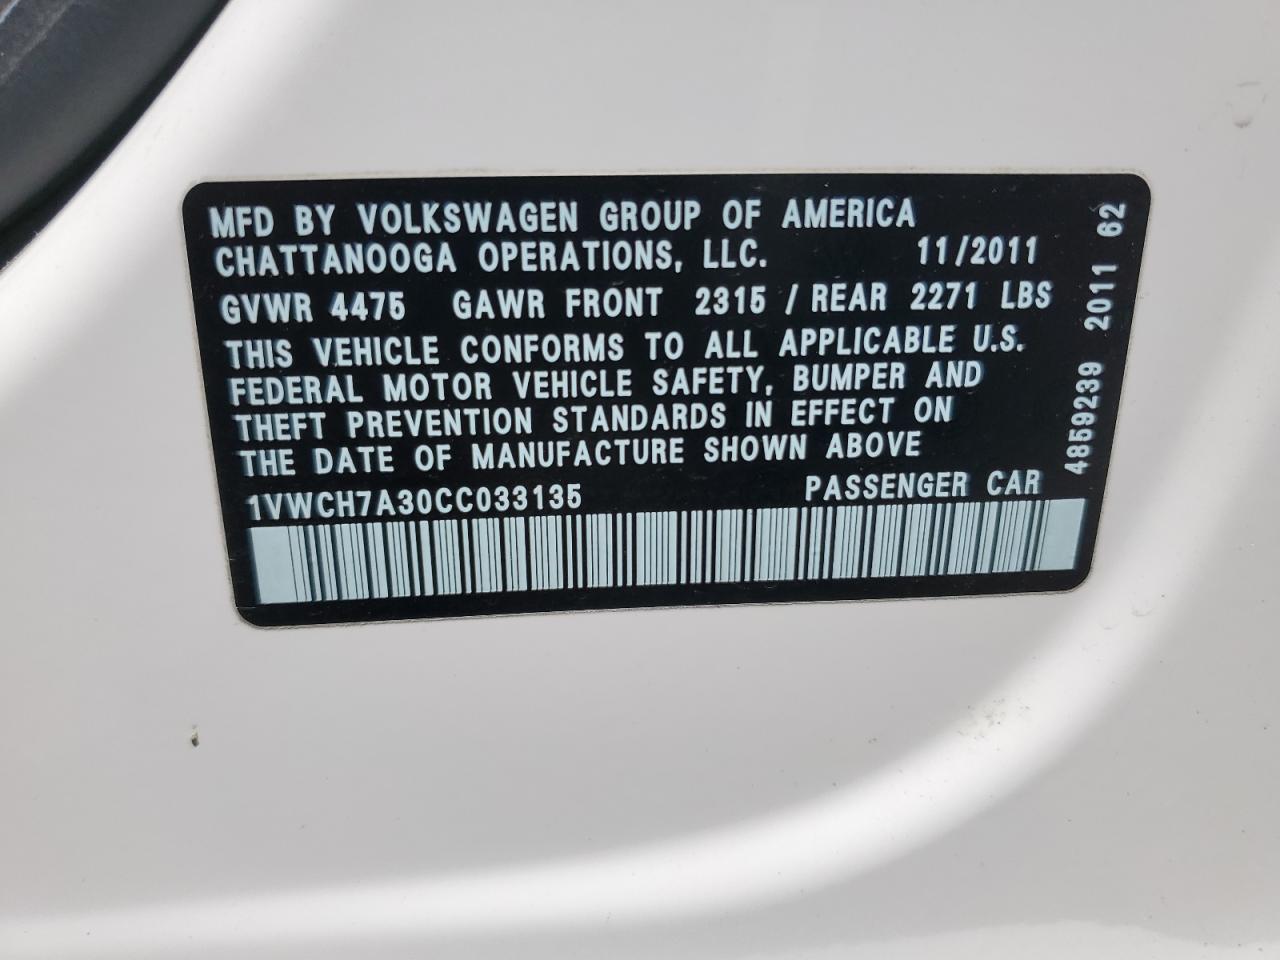 MFD BY VOLKSWAGEN GROUP OF AMERICA
CHATTANOOGA OPERATIONS, LLC. 11/2011
GVWR 4475 GAWR FRONT 2315 / REAR 2271 LBS
THIS VEHICLE CONFORMS TO ALL APPLICABLE U.S.
FEDERAL MOTOR VEHICLE SAFETY, BUMPER AND
THEFT PREVENTION STANDARDS IN EFFECT ON
THE DATE OF MANUFACTURE SHOWN ABOVE
1VWCH7A30CC033135 PASSENGER CAR
4859239 2011 62